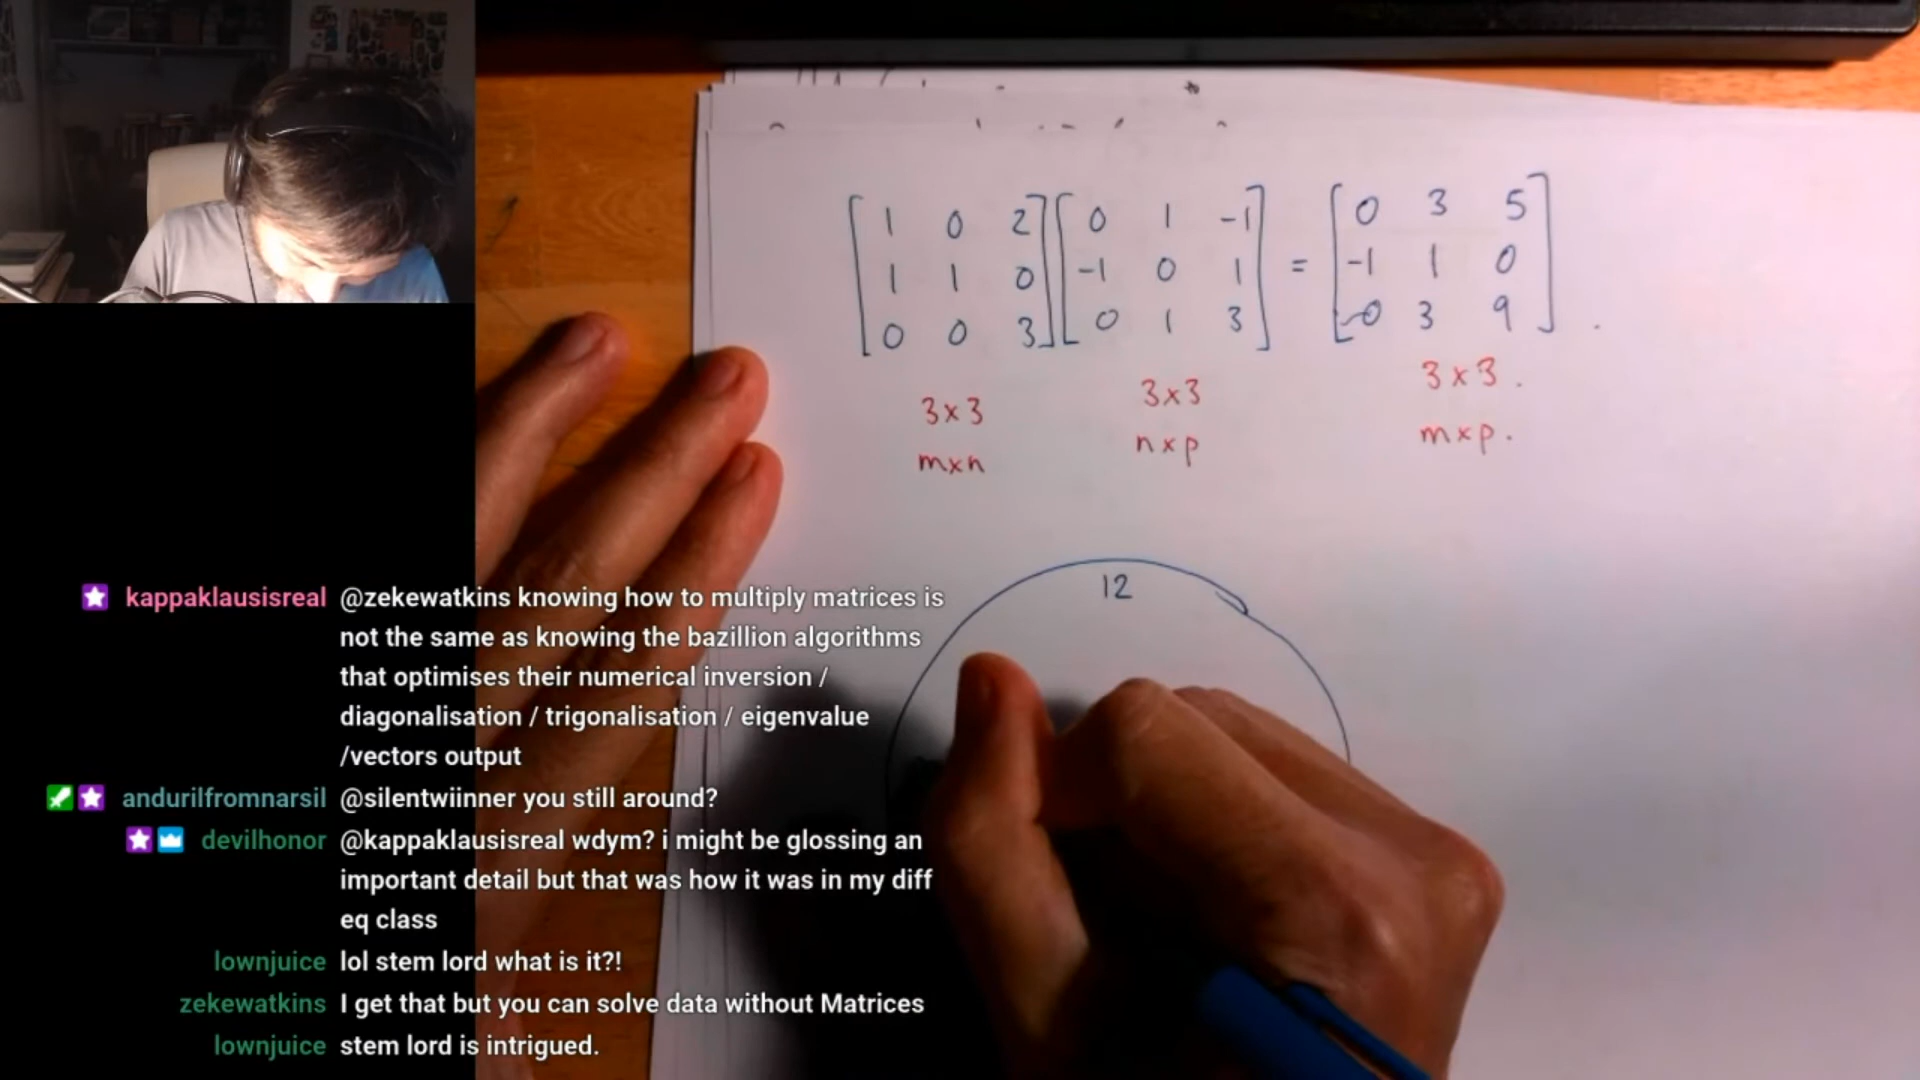 1 0 2 0 1 -1 0 3 5
1 1 0 -1 0 1 = -1 1 0
0 0 3 0 1 3 0 3 9 .
3x3 3x3 3x3 .
mxn nxp mxp .
12
kappaklausisreal @zekewatkins knowing how to multiply matrices is
not the same as knowing the bazillion algorithms
that optimises their numerical inversion /
diagonalisation / trigonalisation / eigenvalue
/vectors output
andurilfromnarsil @silentwiinner you still around?
devilhonor @kappaklausisreal wdym? i might be glossing an
important detail but that was how it was in my diff
eq class
lownjuice lol stem lord what is it?!
zekewatkins I get that but you can solve data without Matrices
lownjuice stem lord is intrigued.